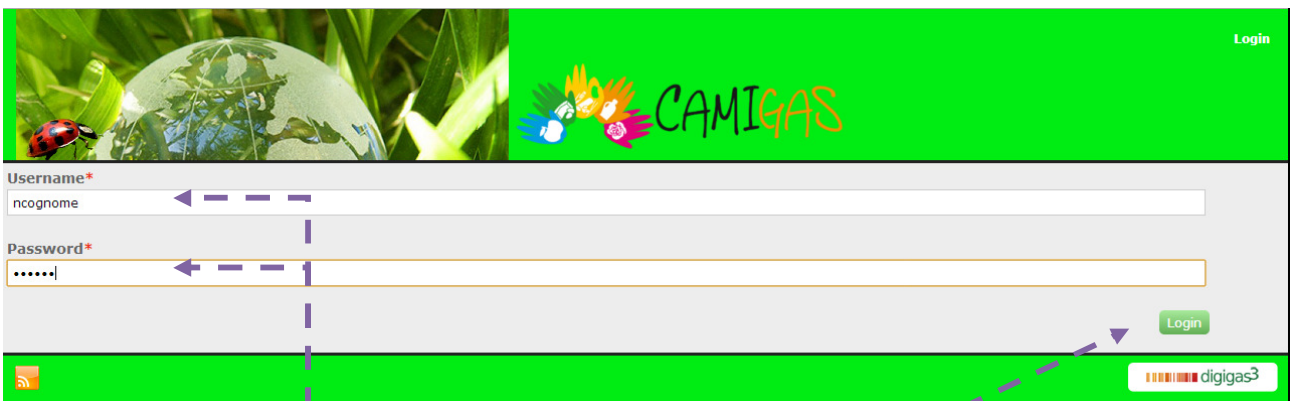 Login
CAMIGAS
Username*
ncognome
Password*
••••••
Login
digigas3